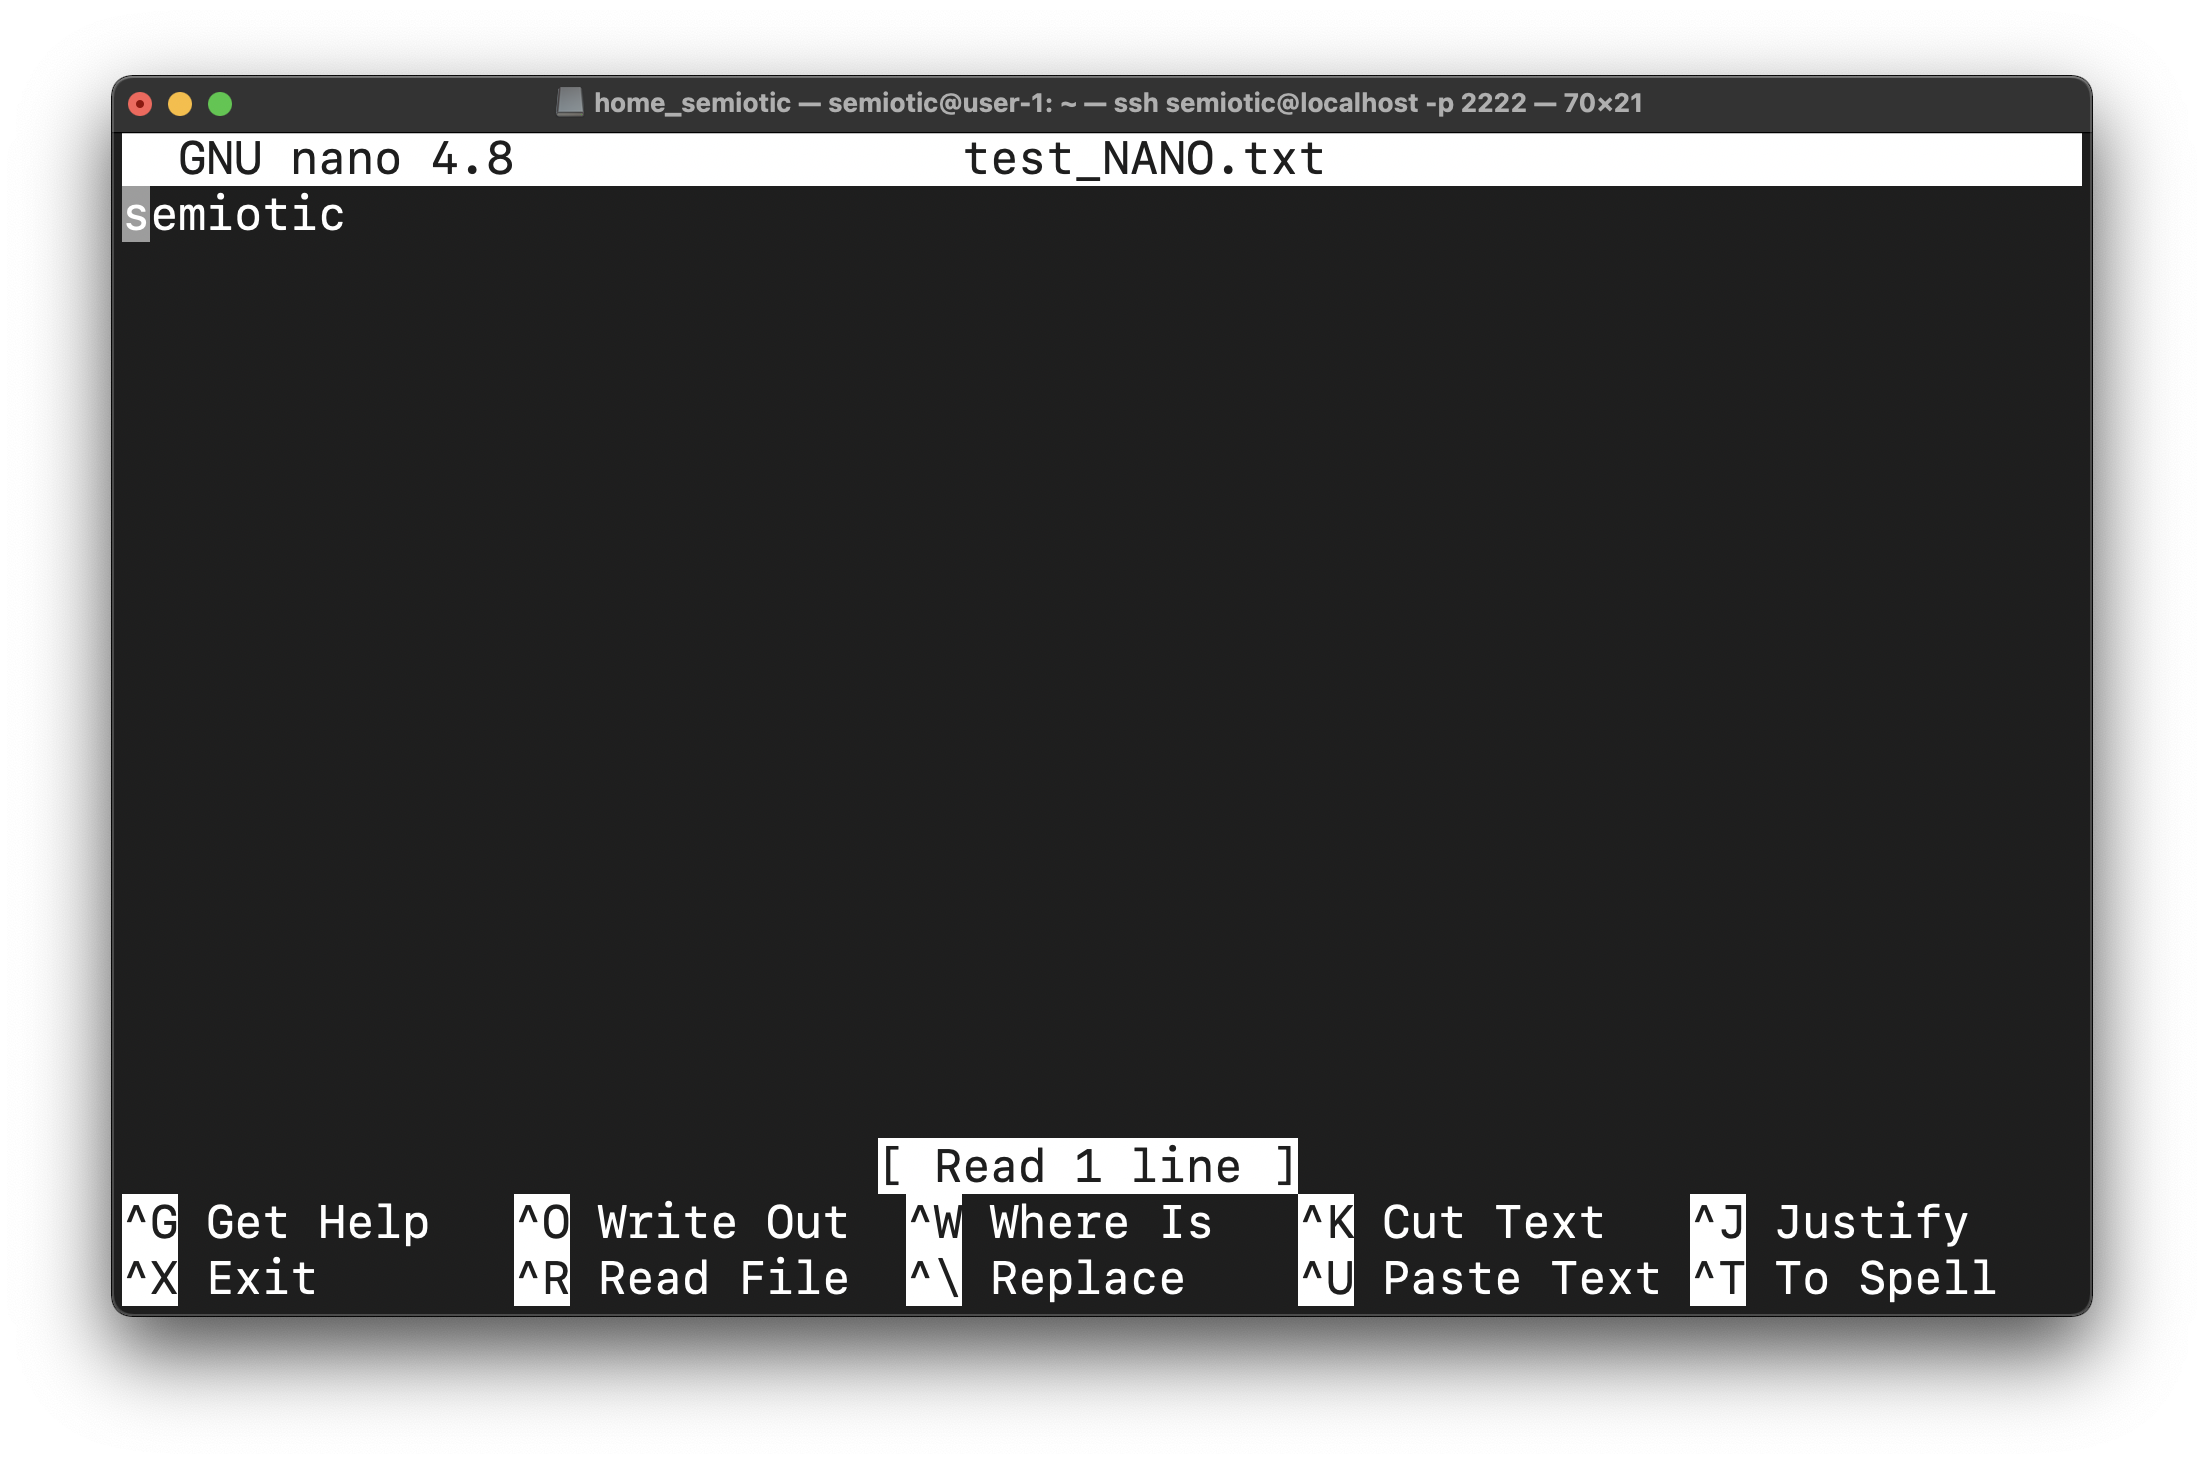 home_semiotic — semiotic@user-1: ~ — ssh semiotic@localhost -p 2222 — 70×21
GNU nano 4.8 test_NANO.txt
semiotic
[ Read 1 line ]
^G Get Help ^O Write Out ^W Where Is ^K Cut Text ^J Justify
^X Exit ^R Read File ^\ Replace ^U Paste Text ^T To Spell